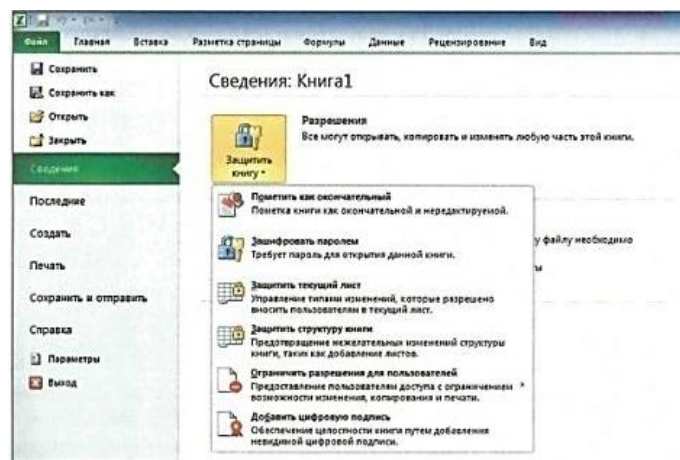 Файл Главная Вставка Разметка страницы Формулы Данные Рецензирование Вид
Сохранить
Сохранить как
Открыть
Закрыть
Сведения
Последние
Создать
Печать
Сохранить и отправить
Справка
Параметры
Выход
Сведения: Книга1
Защитить
книгу
Разрешения
Все могут открывать, копировать и изменять любую часть этой книги.
Пометить как окончательный
Пометка книги как окончательной и нередактируемой.
Зашифровать паролем
Требует пароль для открытия данной книги.
у файлу необходимо
ты
Защитить текущий лист
Управление типами изменений, которые разрешено
вносить пользователям в текущий лист.
Защитить структуру книги
Предотвращение нежелательных изменений структуры
книги, таких как добавление листов.
Ограничить разрешения для пользователей
Предоставление пользователям доступа с ограничением
возможности изменения, копирования и печати.
Добавить цифровую подпись
Обеспечение целостности книги путем добавления
невидимой цифровой подписи.